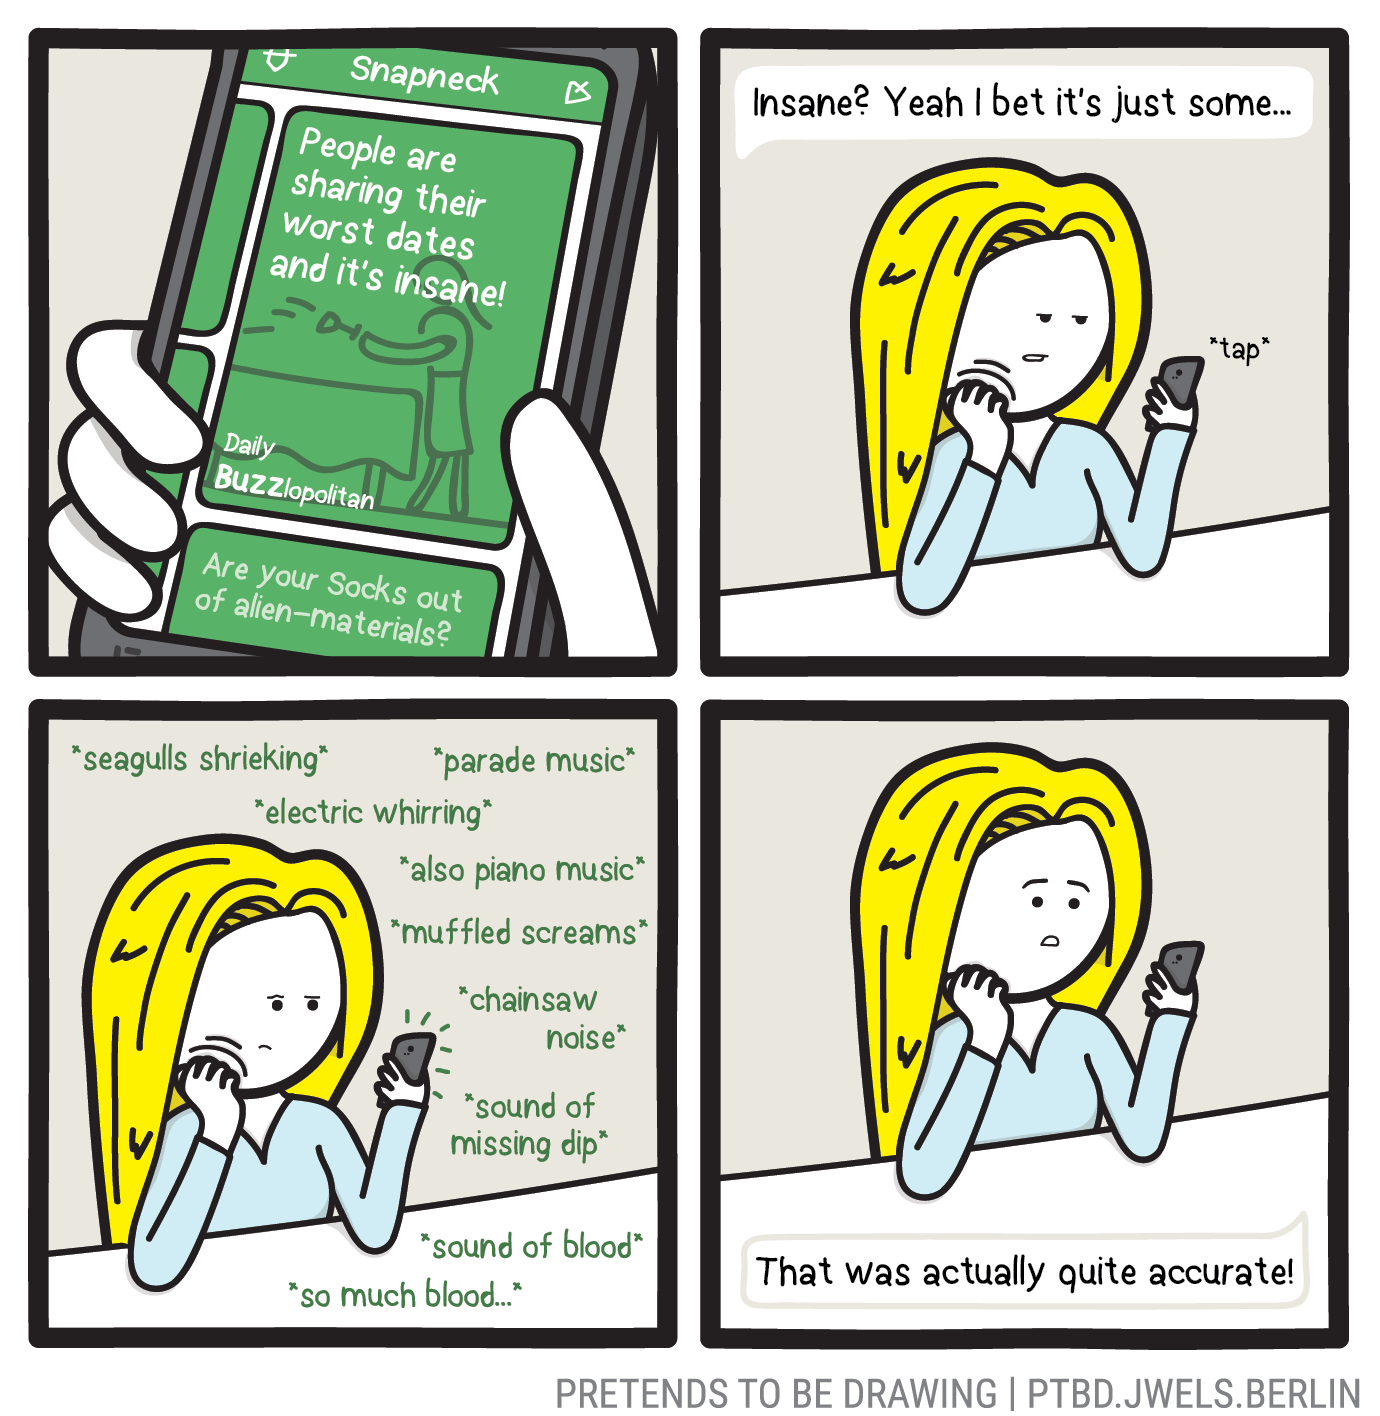 Snapneck
People are
sharing their
worst dates
and it's insane!
Daily
Buzzlopolitan
Are your Socks out
of alien-materials?
Insane? Yeah I bet it's just some...
*tap*
*seagulls shrieking*
*parade music*
*electric whirring*
*also piano music*
*muffled screams*
*chainsaw
noise*
*sound of
missing dip*
*sound of blood*
*so much blood...*
That was actually quite accurate!
PRETENDS TO BE DRAWING | PTBD.JWELS.BERLIN